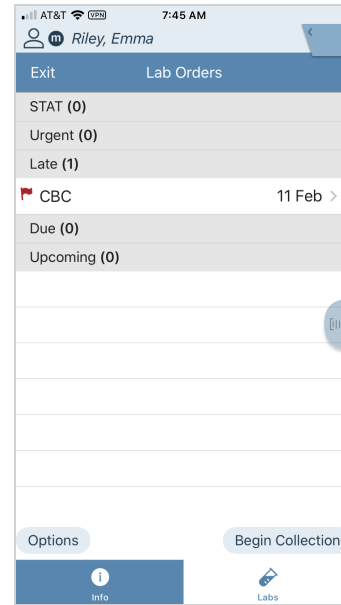 AT&T VPN 7:45 AM
m Riley, Emma
Exit Lab Orders
STAT (0)
Urgent (0)
Late (1)
CBC 11 Feb
Due (0)
Upcoming (0)
Options Begin Collection
Info Labs